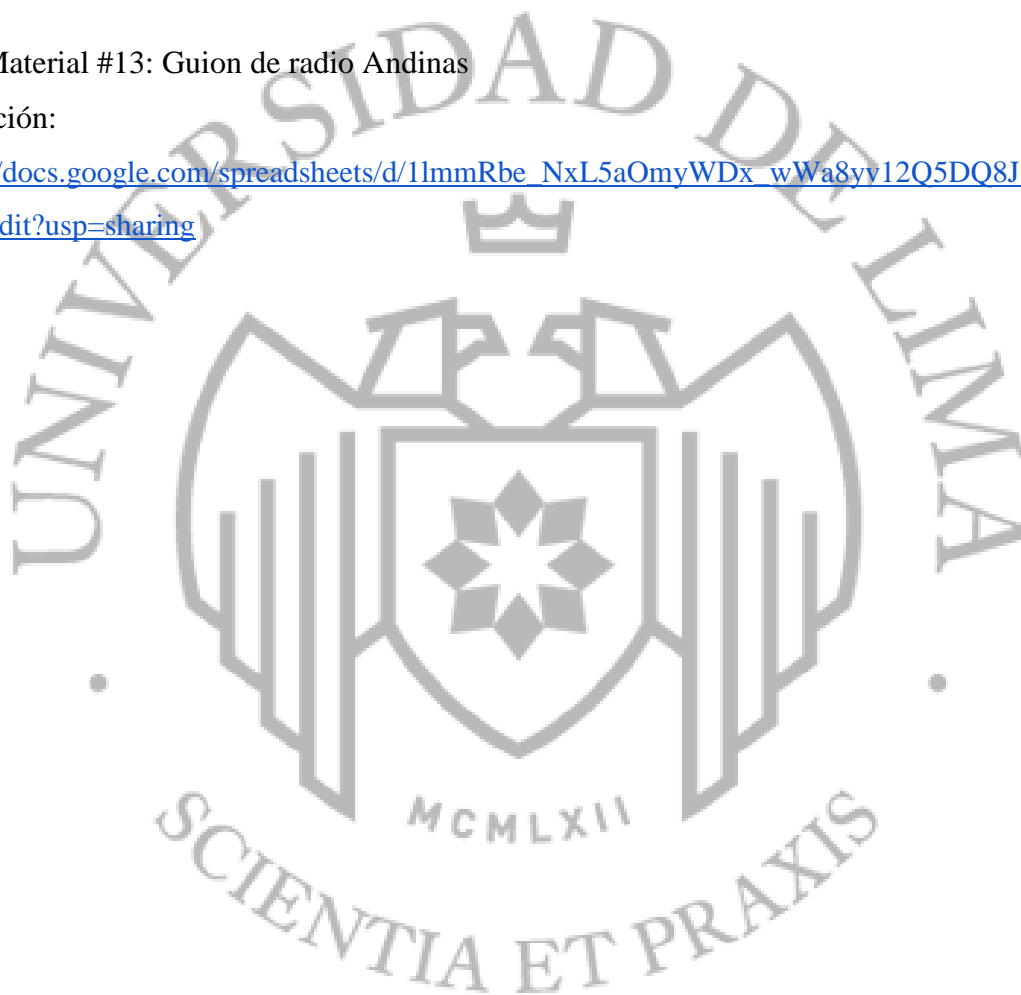 Material #13: Guion de radio Andinas
ción:
/docs.google.com/spreadsheets/d/1lmmRbe_NxL5aOmyWDx_wWa8yv12Q5DQ8J
dit?usp=sharing
UNIVERSIDAD DE LIMA
MCMLXII
SCIENTIA ET PRAXIS